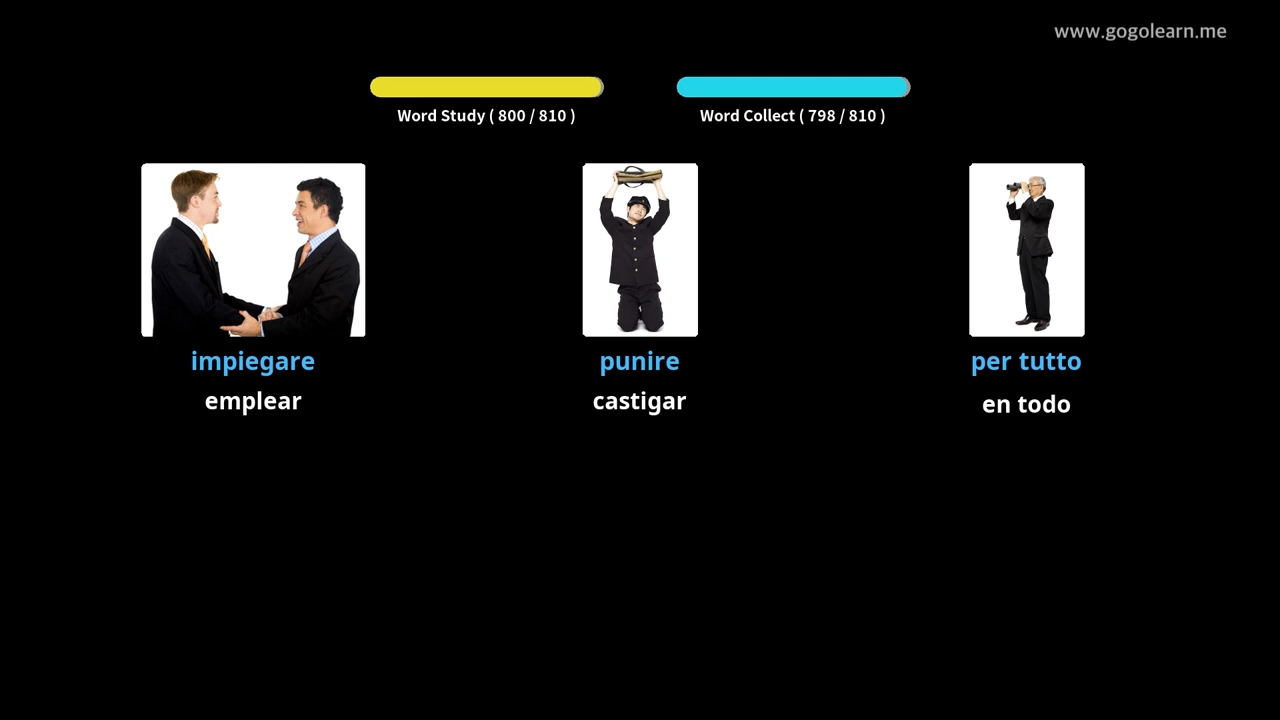 www.gogolearn.me
Word Study ( 800 / 810 )
Word Collect ( 798 / 810 )
impiegare
emplear
punire
castigar
per tutto
en todo